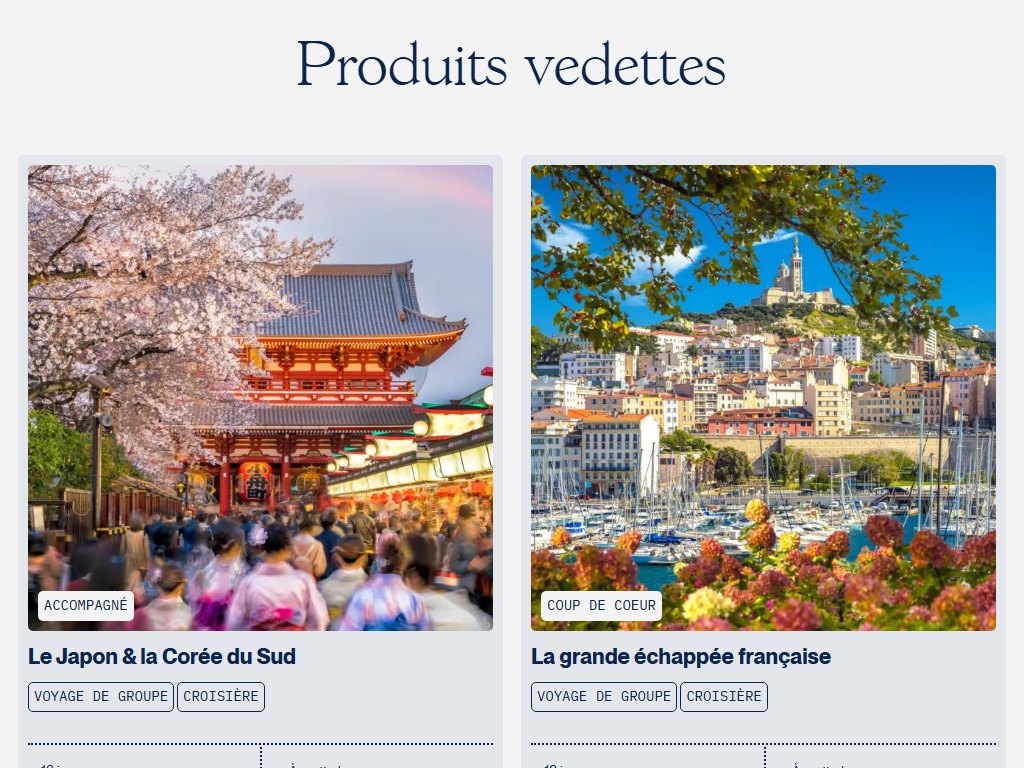 Produits vedettes
ACCOMPAGNÉ
Le Japon & la Corée du Sud
VOYAGE DE GROUPE
CROISIÈRE
COUP DE COEUR
La grande échappée française
VOYAGE DE GROUPE
CROISIÈRE